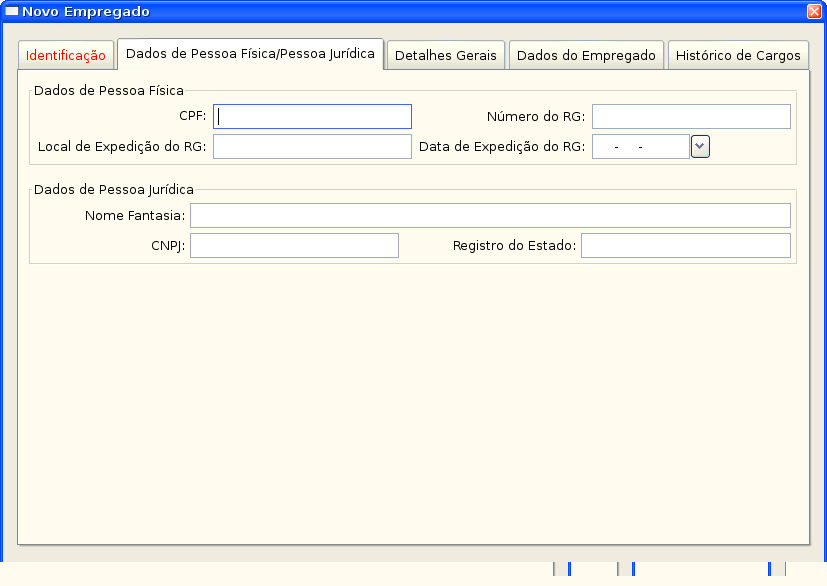 Novo Empregado
Identificação Dados de Pessoa Física/Pessoa Jurídica Detalhes Gerais Dados do Empregado Histórico de Cargos
Dados de Pessoa Física
CPF: Número do RG:
Local de Expedição do RG: Data de Expedição do RG: - -
Dados de Pessoa Jurídica
Nome Fantasia:
CNPJ: Registro do Estado: